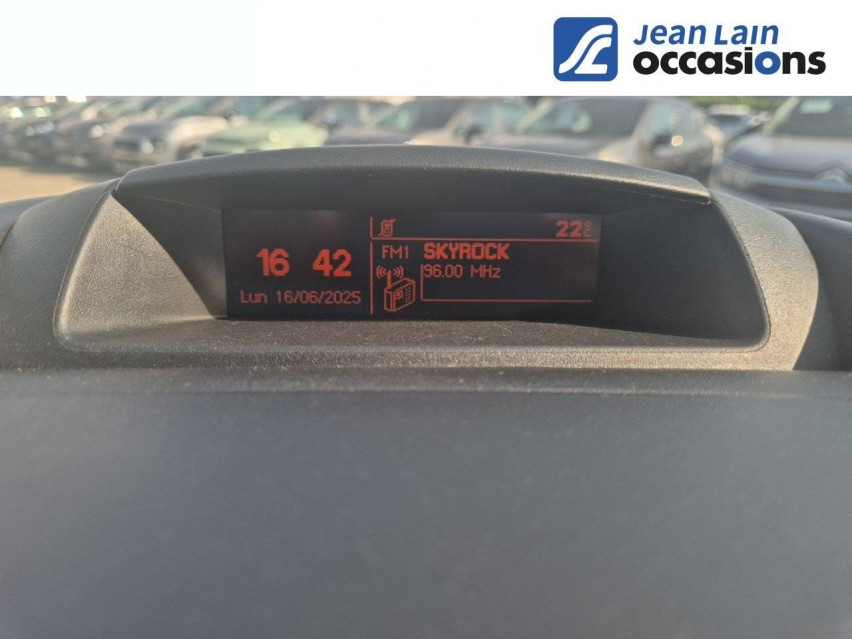 Jean Lain
occasions
22°C
16 42
FM1 SKYROCK
96.00 MHz
Lun 16/06/2025